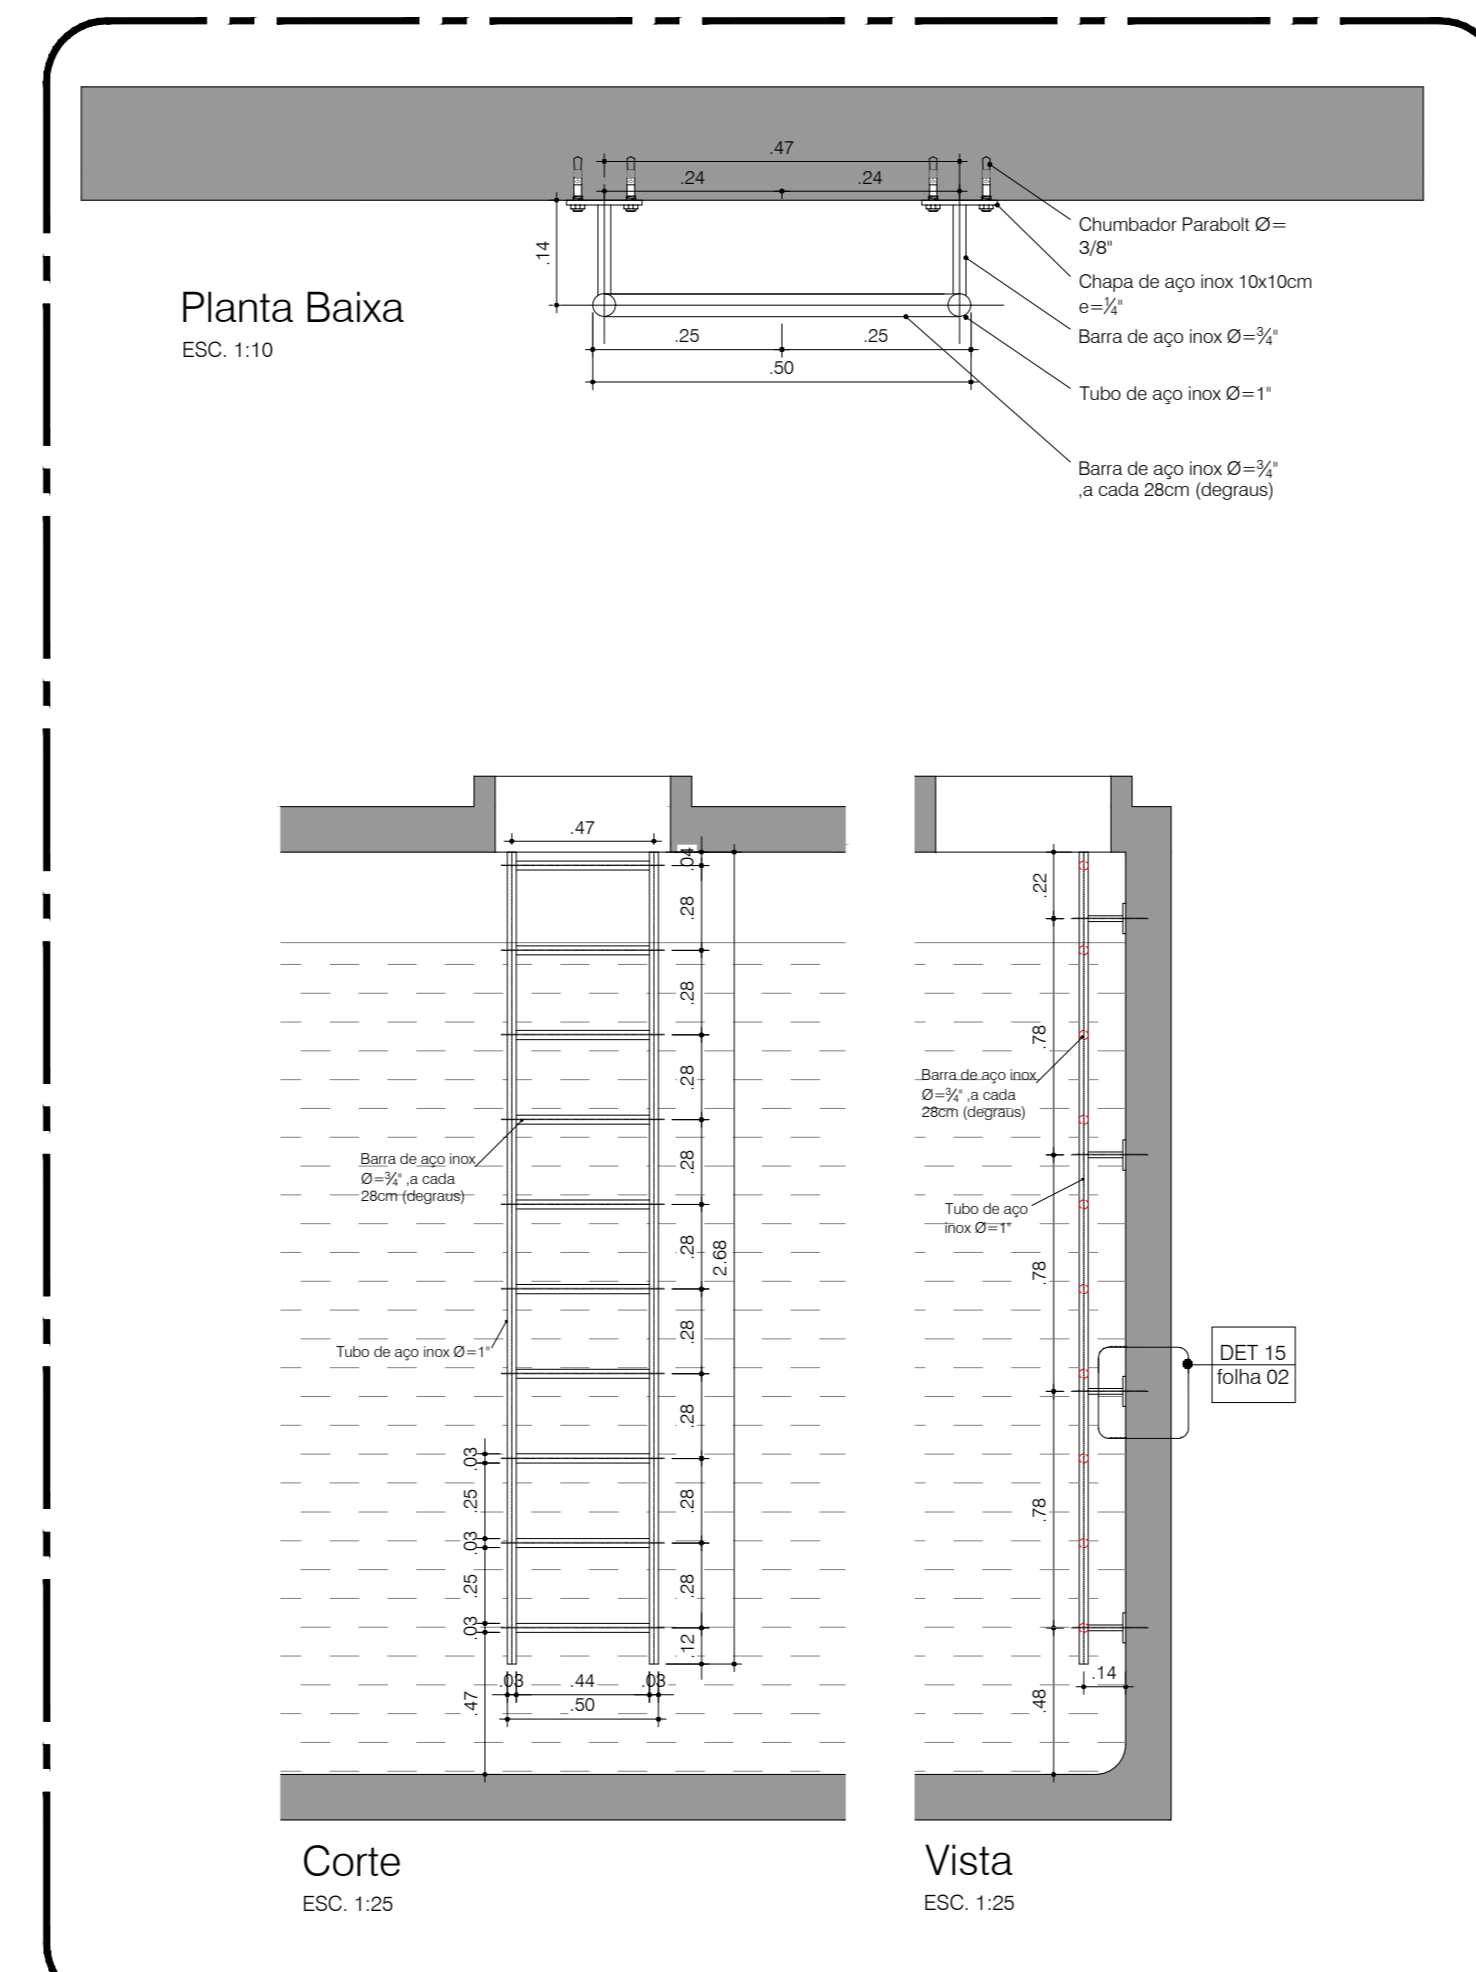 .47
.24 .24
.14
Planta Baixa
ESC. 1:10
.25 .25
.50
Chumbador Parabolt Ø=
3/8"
Chapa de aço inox 10x10cm
e=¼"
Barra de aço inox Ø=¾"
Tubo de aço inox Ø=1"
Barra de aço inox Ø=¾"
,a cada 28cm (degraus)
.47
.04
.28
.28
.28
.28
.28
.28
.28
.28
.28
.12
2.68
Barra de aço inox
Ø=¾" ,a cada
28cm (degraus)
Tubo de aço inox Ø=1"
.03
.25
.03
.25
.03
.47
.03 .44 .03
.50
Corte
ESC. 1:25
.22
.78
.78
.78
.48
.14
Barra de aço inox
Ø=¾" ,a cada
28cm (degraus)
Tubo de aço
inox Ø=1"
DET 15
folha 02
Vista
ESC. 1:25